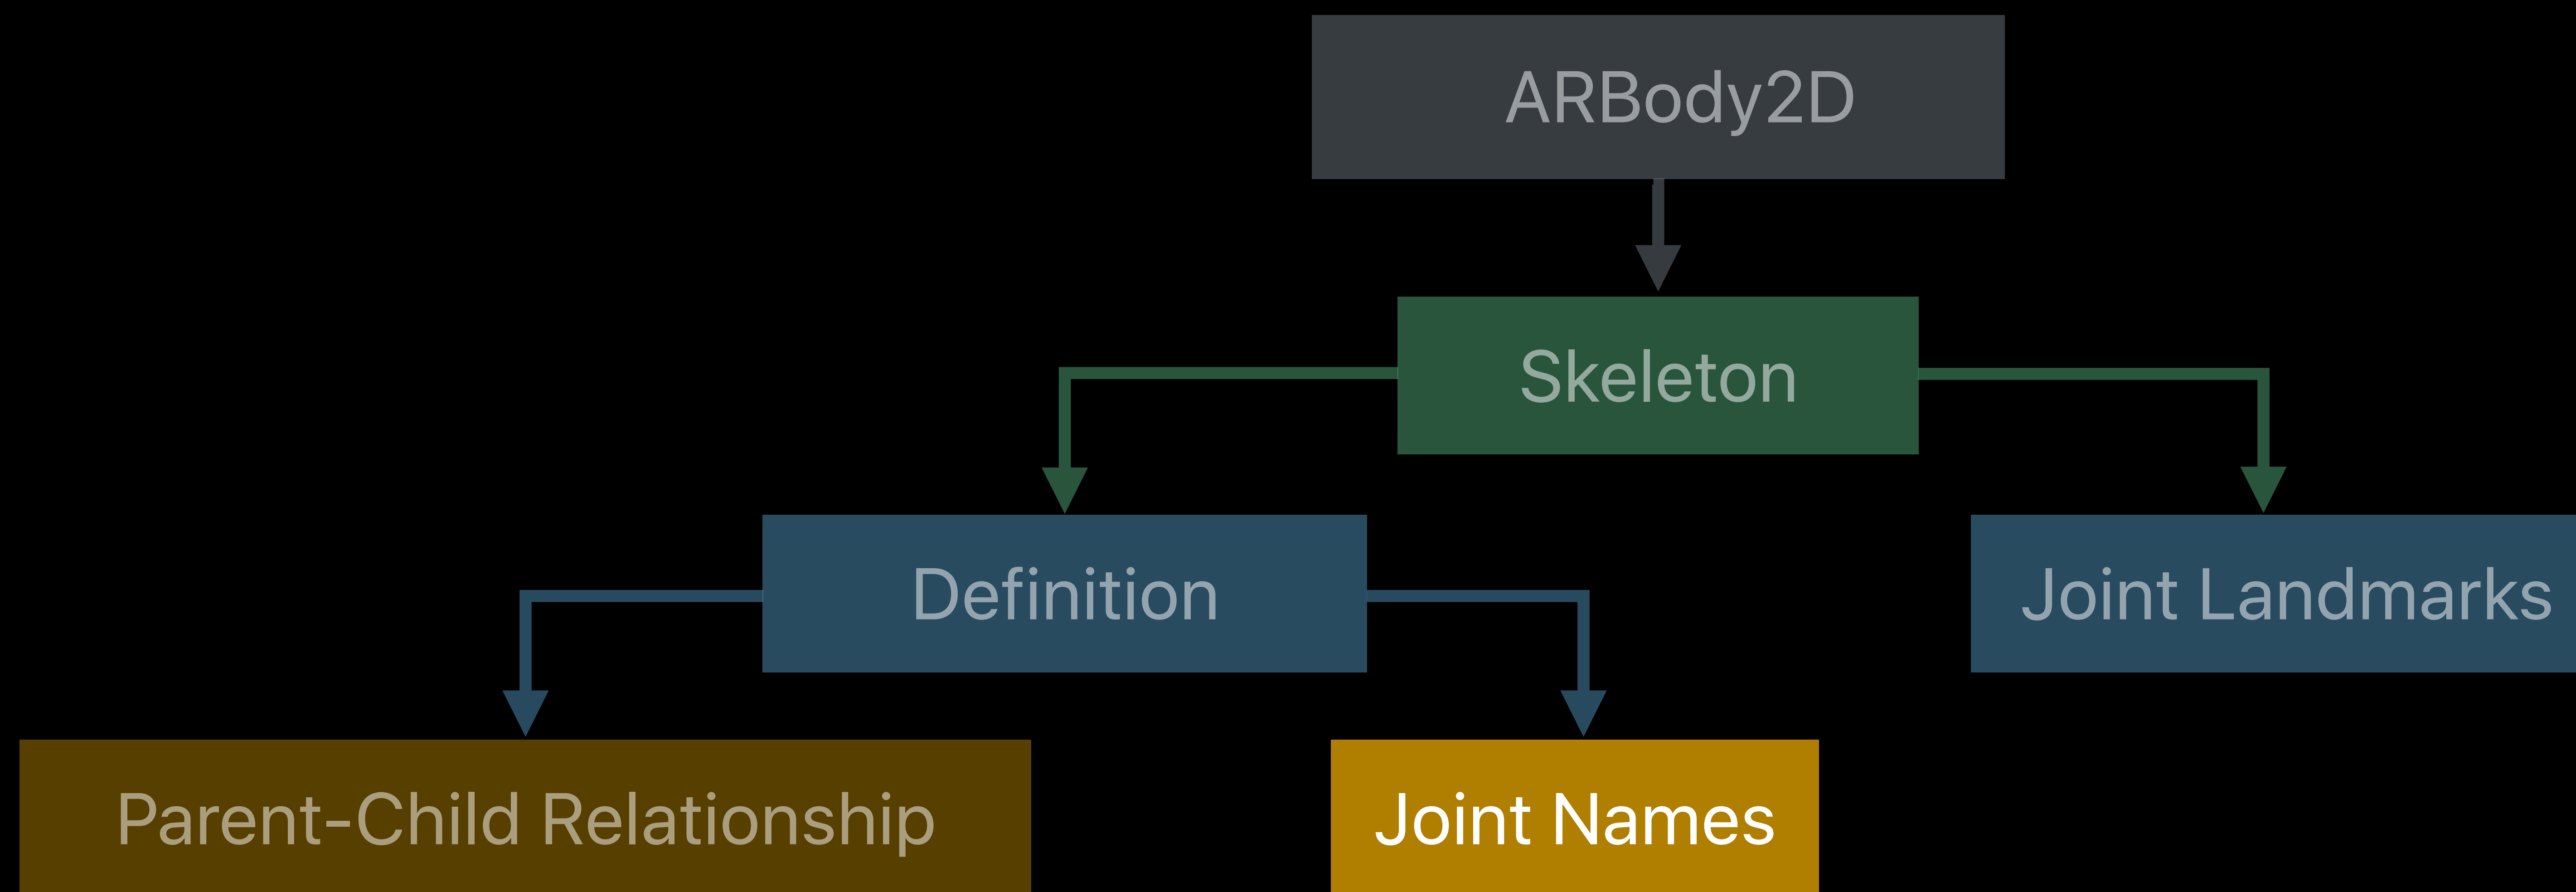 ARBody2D
Skeleton
Definition
Joint Landmarks
Parent-Child Relationship
Joint Names